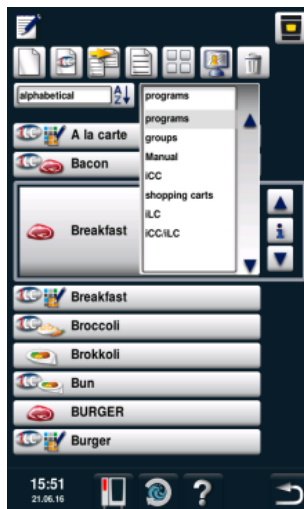 alphabetical
A
Z
programs
programs
groups
Manual
iCC
shopping carts
iLC
iCC/iLC
A la carte
Bacon
Breakfast
Breakfast
Broccoli
Brokkoli
Bun
BURGER
Burger
15:51
21.06.16
?